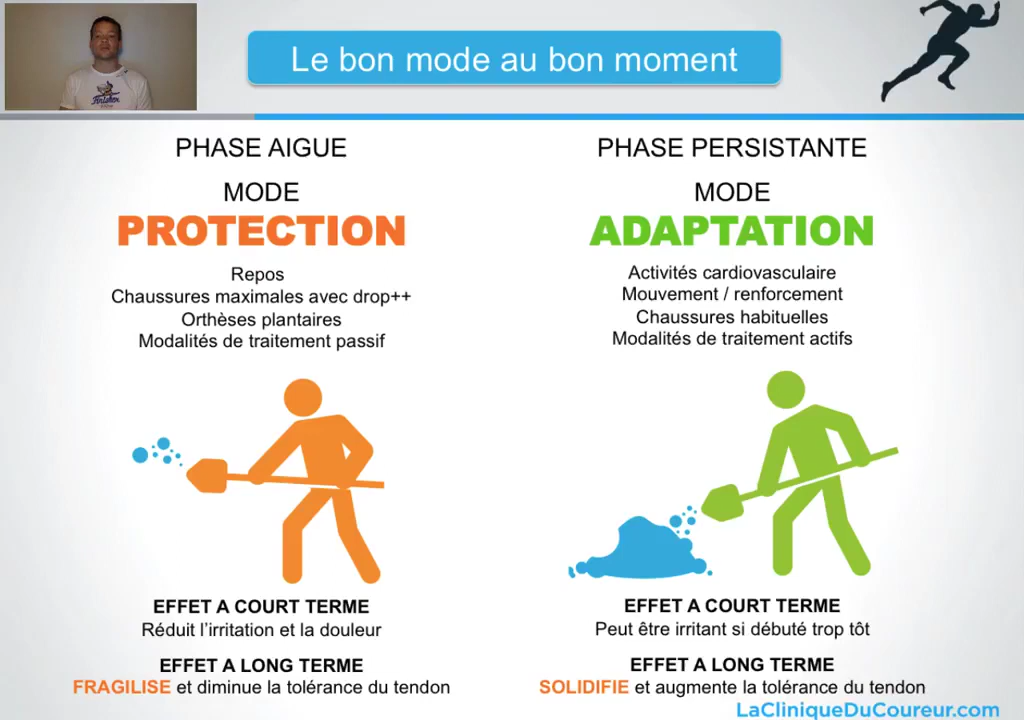 Le bon mode au bon moment
PHASE AIGUE
MODE
PROTECTION
Repos
Chaussures maximales avec drop++
Orthèses plantaires
Modalités de traitement passif
EFFET A COURT TERME
Réduit l’irritation et la douleur
EFFET A LONG TERME
FRAGILISE et diminue la tolérance du tendon
PHASE PERSISTANTE
MODE
ADAPTATION
Activités cardiovasculaire
Mouvement / renforcement
Chaussures habituelles
Modalités de traitement actifs
EFFET A COURT TERME
Peut être irritant si débuté trop tôt
EFFET A LONG TERME
SOLIDIFIE et augmente la tolérance du tendon
LaCliniqueDuCoureur.com